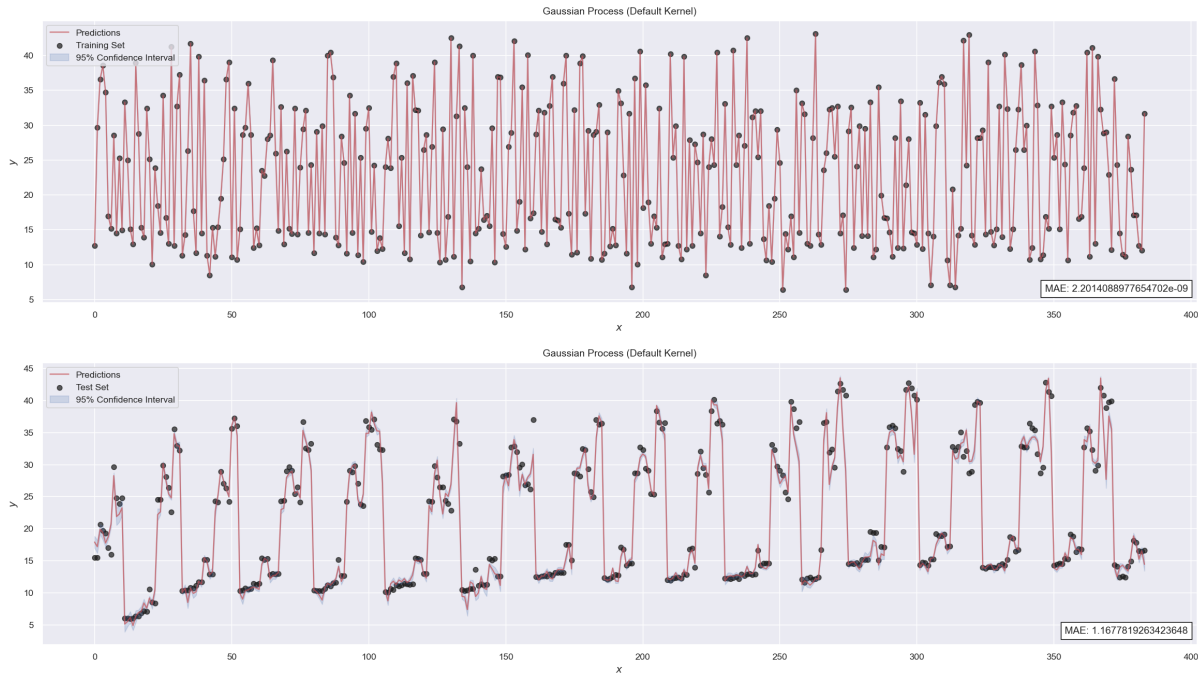 Gaussian Process (Default Kernel)
Predictions
Training Set
95% Confidence Interval
y
40
35
30
25
20
15
10
5
MAE: 2.2014088977654702e-09
0 50 100 150 200 250 300 350 400
x
Gaussian Process (Default Kernel)
Predictions
Test Set
95% Confidence Interval
y
45
40
35
30
25
20
15
10
5
MAE: 1.1677819263423648
0 50 100 150 200 250 300 350 400
x